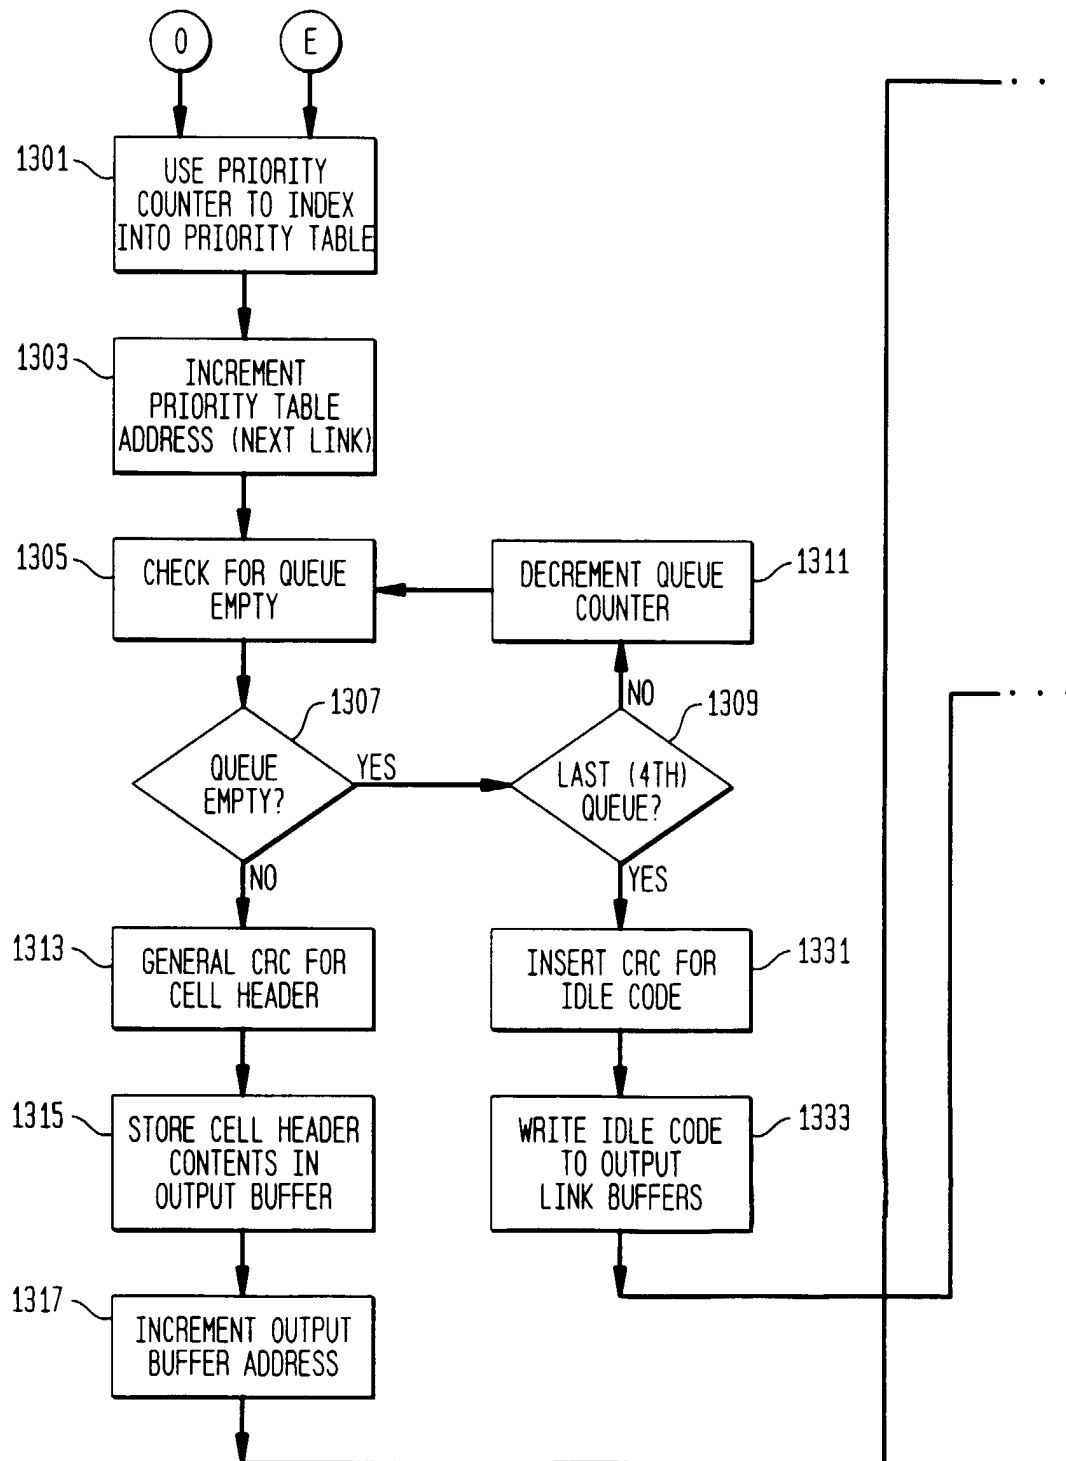 O
E
1301
USE PRIORITY
COUNTER TO INDEX
INTO PRIORITY TABLE
1303
INCREMENT
PRIORITY TABLE
ADDRESS (NEXT LINK)
1305
CHECK FOR QUEUE
EMPTY
DECREMENT QUEUE
COUNTER
1311
1307
QUEUE
EMPTY?
YES
NO
1309
LAST (4TH)
QUEUE?
NO
YES
1313
GENERAL CRC FOR
CELL HEADER
INSERT CRC FOR
IDLE CODE
1331
1315
STORE CELL HEADER
CONTENTS IN
OUTPUT BUFFER
WRITE IDLE CODE
TO OUTPUT
LINK BUFFERS
1333
1317
INCREMENT OUTPUT
BUFFER ADDRESS